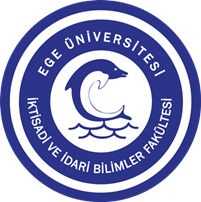 EGE ÜNİVERSİTESİ
İKTİSADİ VE İDARİ BİLİMLER FAKÜLTESİ